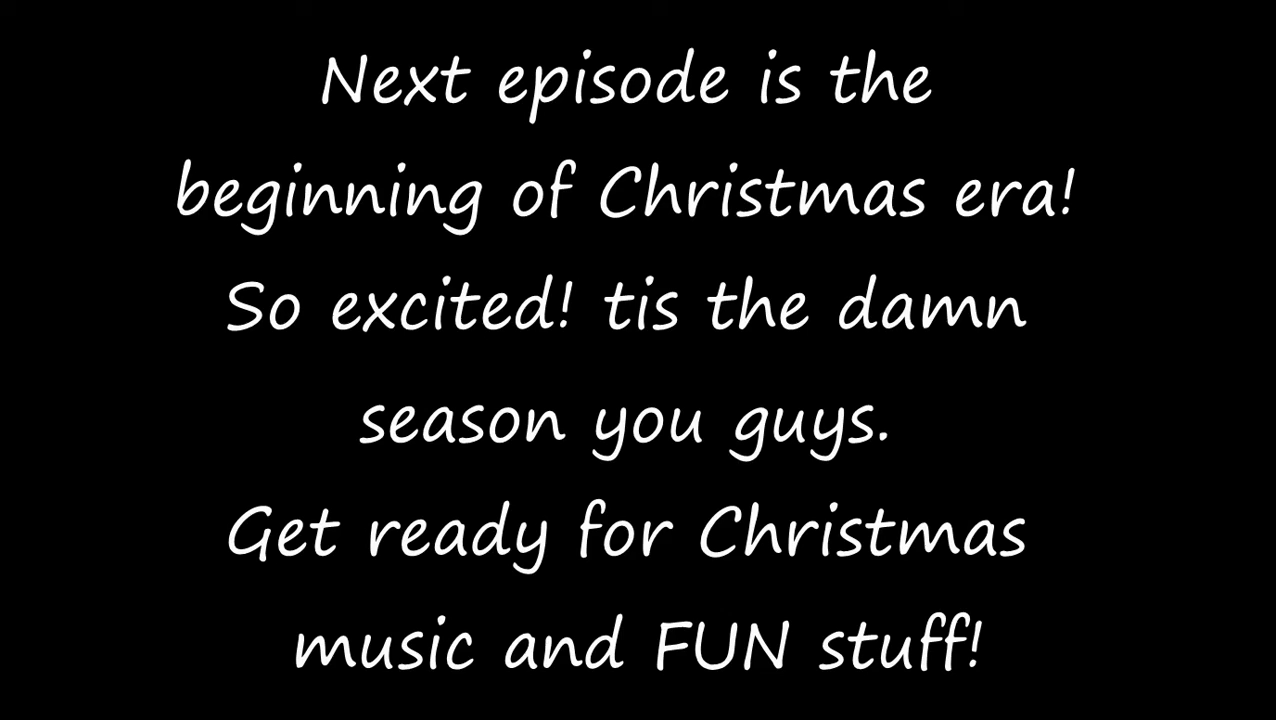 Next episode is the
beginning of Christmas era!
So excited! tis the damn
season you guys.
Get ready for Christmas
music and FUN stuff!